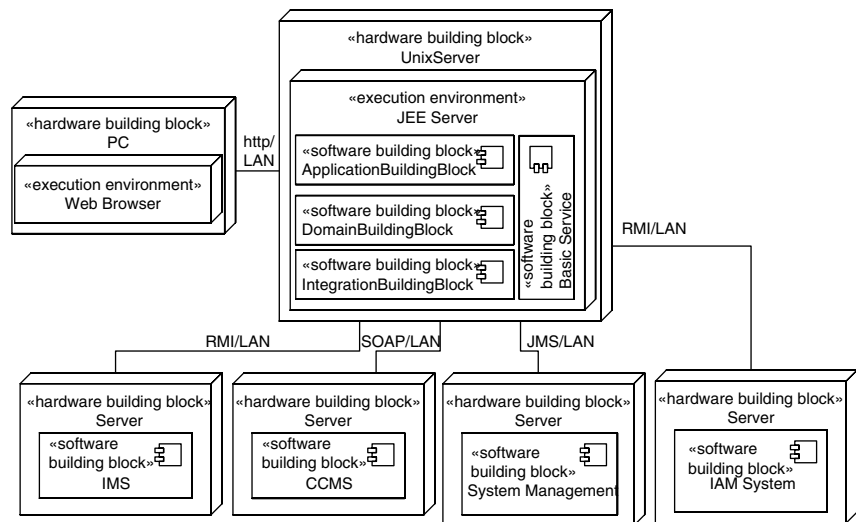 «hardware building block»
UnixServer
«execution environment»
JEE Server
«software building block»
ApplicationBuildingBlock
«software building block»
DomainBuildingBlock
«software building block»
IntegrationBuildingBlock
«software
building block»
Basic Service
«hardware building block»
PC
«execution environment»
Web Browser
http/
LAN
RMI/LAN
RMI/LAN
SOAP/LAN
JMS/LAN
«hardware building block»
Server
«software
building block»
IMS
«hardware building block»
Server
«software
building block»
CCMS
«hardware building block»
Server
«software
building block»
System Management
«hardware building block»
Server
«software
building block»
IAM System